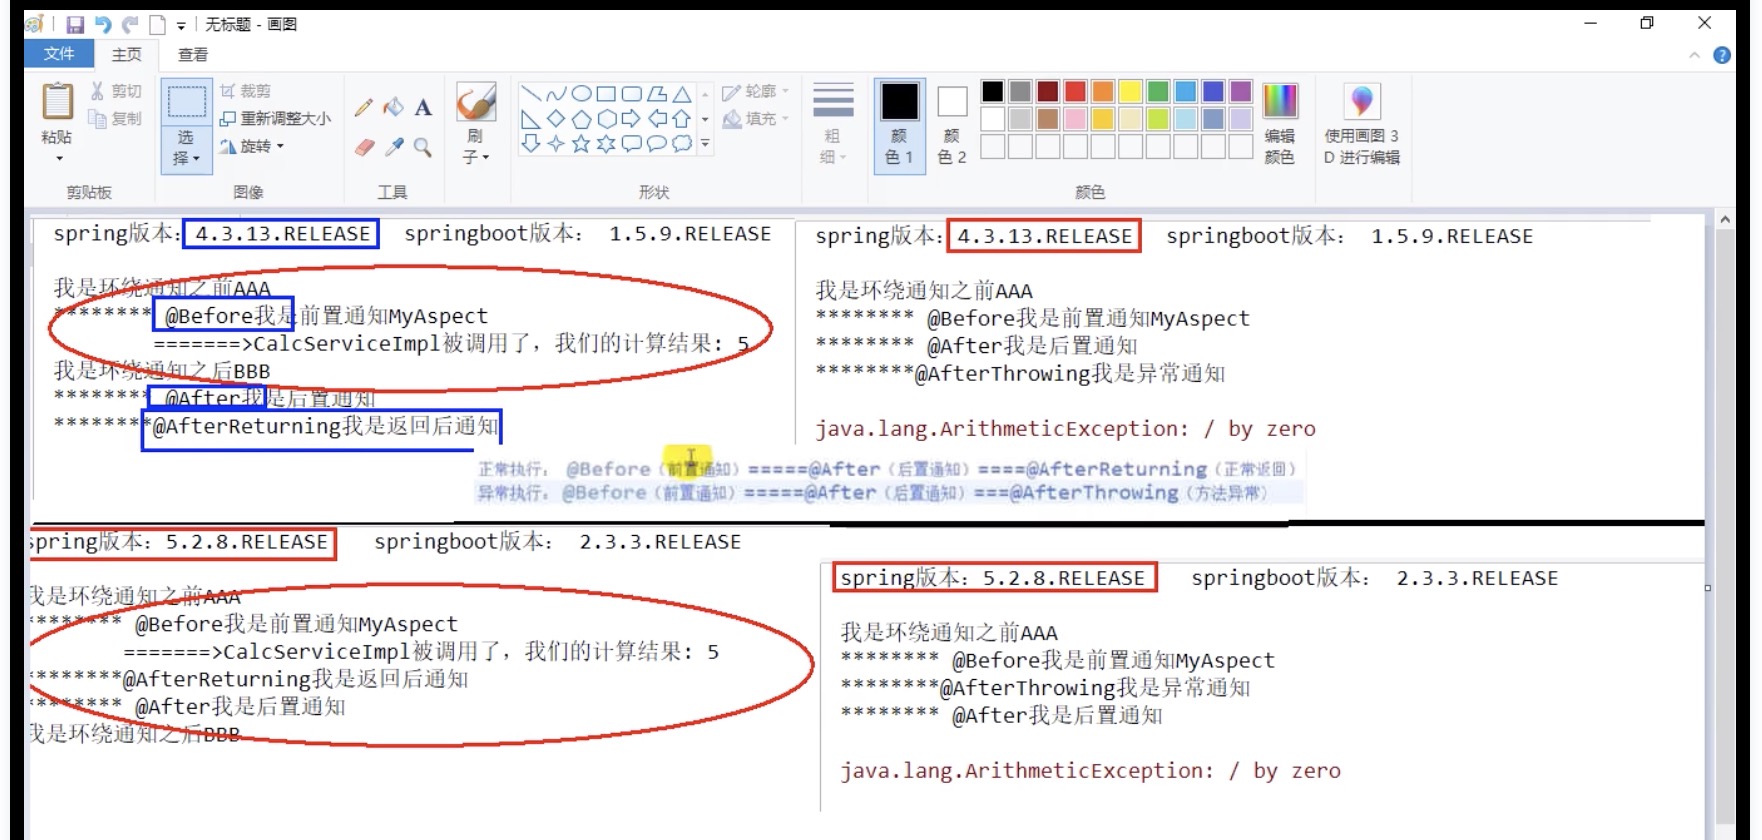 无标题 - 画图
文件 主页 查看
粘贴 剪切 复制
选择 裁剪 重新调整大小 旋转
A
刷子
轮廓 填充
粗细
颜色 1 颜色 2
编辑颜色
使用画图 3D 进行编辑
剪贴板 图像 工具 形状 颜色
spring版本：4.3.13.RELEASE springboot版本： 1.5.9.RELEASE
我是环绕通知之前AAA
******** @Before我是前置通知MyAspect
=======>CalcServiceImpl被调用了，我们的计算结果：5
我是环绕通知之后BBB
******** @After我是后置通知
********@AfterReturning我是返回后通知
spring版本：4.3.13.RELEASE springboot版本： 1.5.9.RELEASE
我是环绕通知之前AAA
******** @Before我是前置通知MyAspect
******** @After我是后置通知
********@AfterThrowing我是异常通知
java.lang.ArithmeticException: / by zero
正常执行： @Before（前置通知）=====@After（后置通知）====@AfterReturning（正常返回）
异常执行： @Before（前置通知）=====@After（后置通知）===@AfterThrowing（方法异常）
spring版本：5.2.8.RELEASE springboot版本： 2.3.3.RELEASE
我是环绕通知之前AAA
******** @Before我是前置通知MyAspect
=======>CalcServiceImpl被调用了，我们的计算结果：5
********@AfterReturning我是返回后通知
******** @After我是后置通知
我是环绕通知之后BBB
spring版本：5.2.8.RELEASE springboot版本： 2.3.3.RELEASE
我是环绕通知之前AAA
******** @Before我是前置通知MyAspect
********@AfterThrowing我是异常通知
******** @After我是后置通知
java.lang.ArithmeticException: / by zero